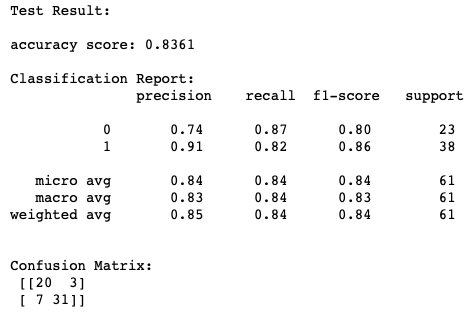 Test Result:
accuracy score: 0.8361
Classification Report:
precision recall f1-score support
0 0.74 0.87 0.80 23
1 0.91 0.82 0.86 38
micro avg 0.84 0.84 0.84 61
macro avg 0.83 0.84 0.83 61
weighted avg 0.85 0.84 0.84 61
Confusion Matrix:
[[20 3]
[ 7 31]]